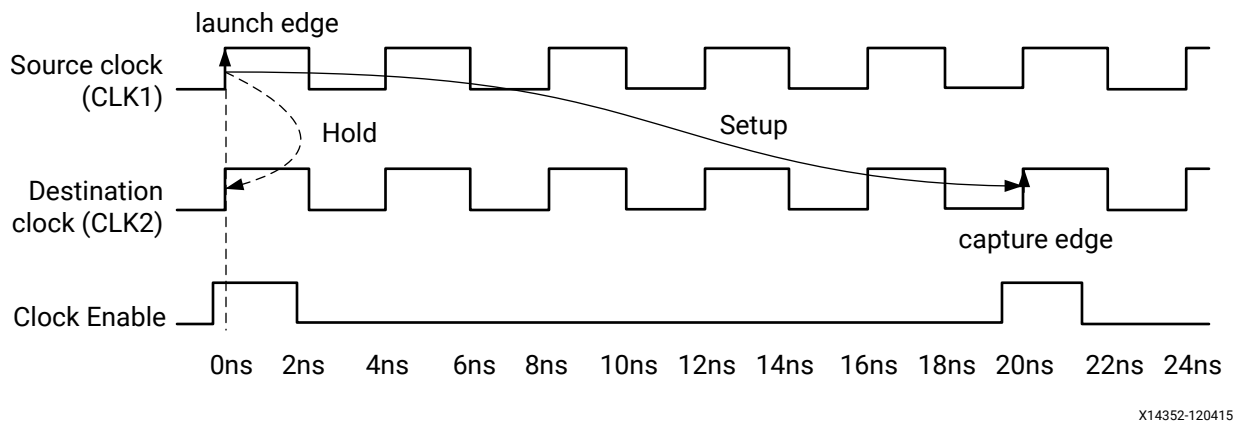 launch edge
Source clock
(CLK1)
Hold
Setup
Destination
clock (CLK2)
capture edge
Clock Enable
0ns 2ns 4ns 6ns 8ns 10ns 12ns 14ns 16ns 18ns 20ns 22ns 24ns
X14352-120415